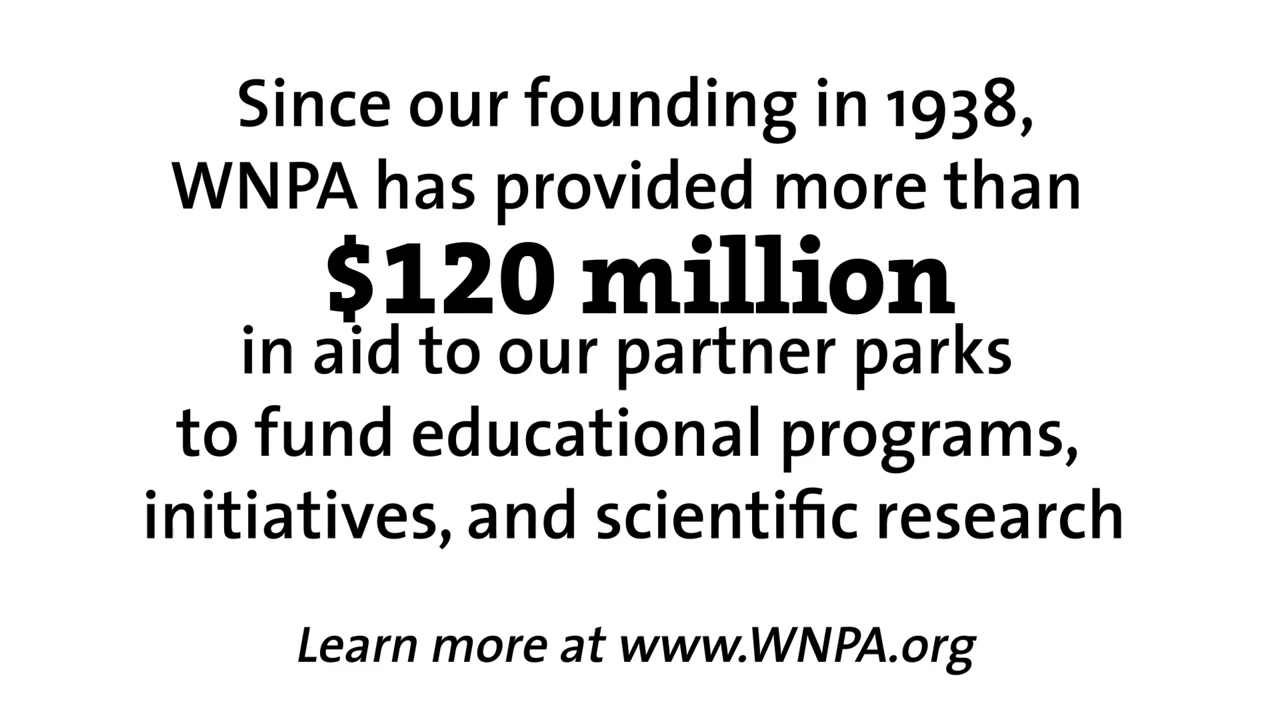 Since our founding in 1938,
WNPA has provided more than
$120 million
in aid to our partner parks
to fund educational programs,
initiatives, and scientific research
Learn more at www.WNPA.org